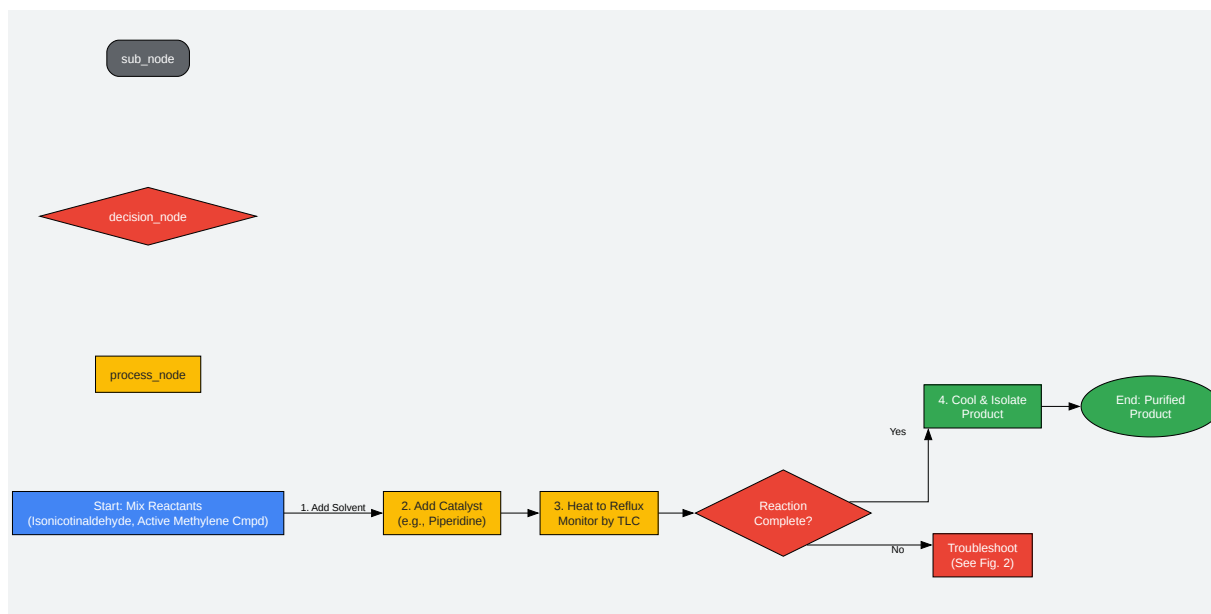 sub_node
decision_node
process_node
Start: Mix Reactants
(Isonicotinaldehyde, Active Methylene Cmpd)
1. Add Solvent
2. Add Catalyst
(e.g., Piperidine)
3. Heat to Reflux
Monitor by TLC
Reaction
Complete?
Yes
4. Cool & Isolate
Product
End: Purified
Product
No
Troubleshoot
(See Fig. 2)